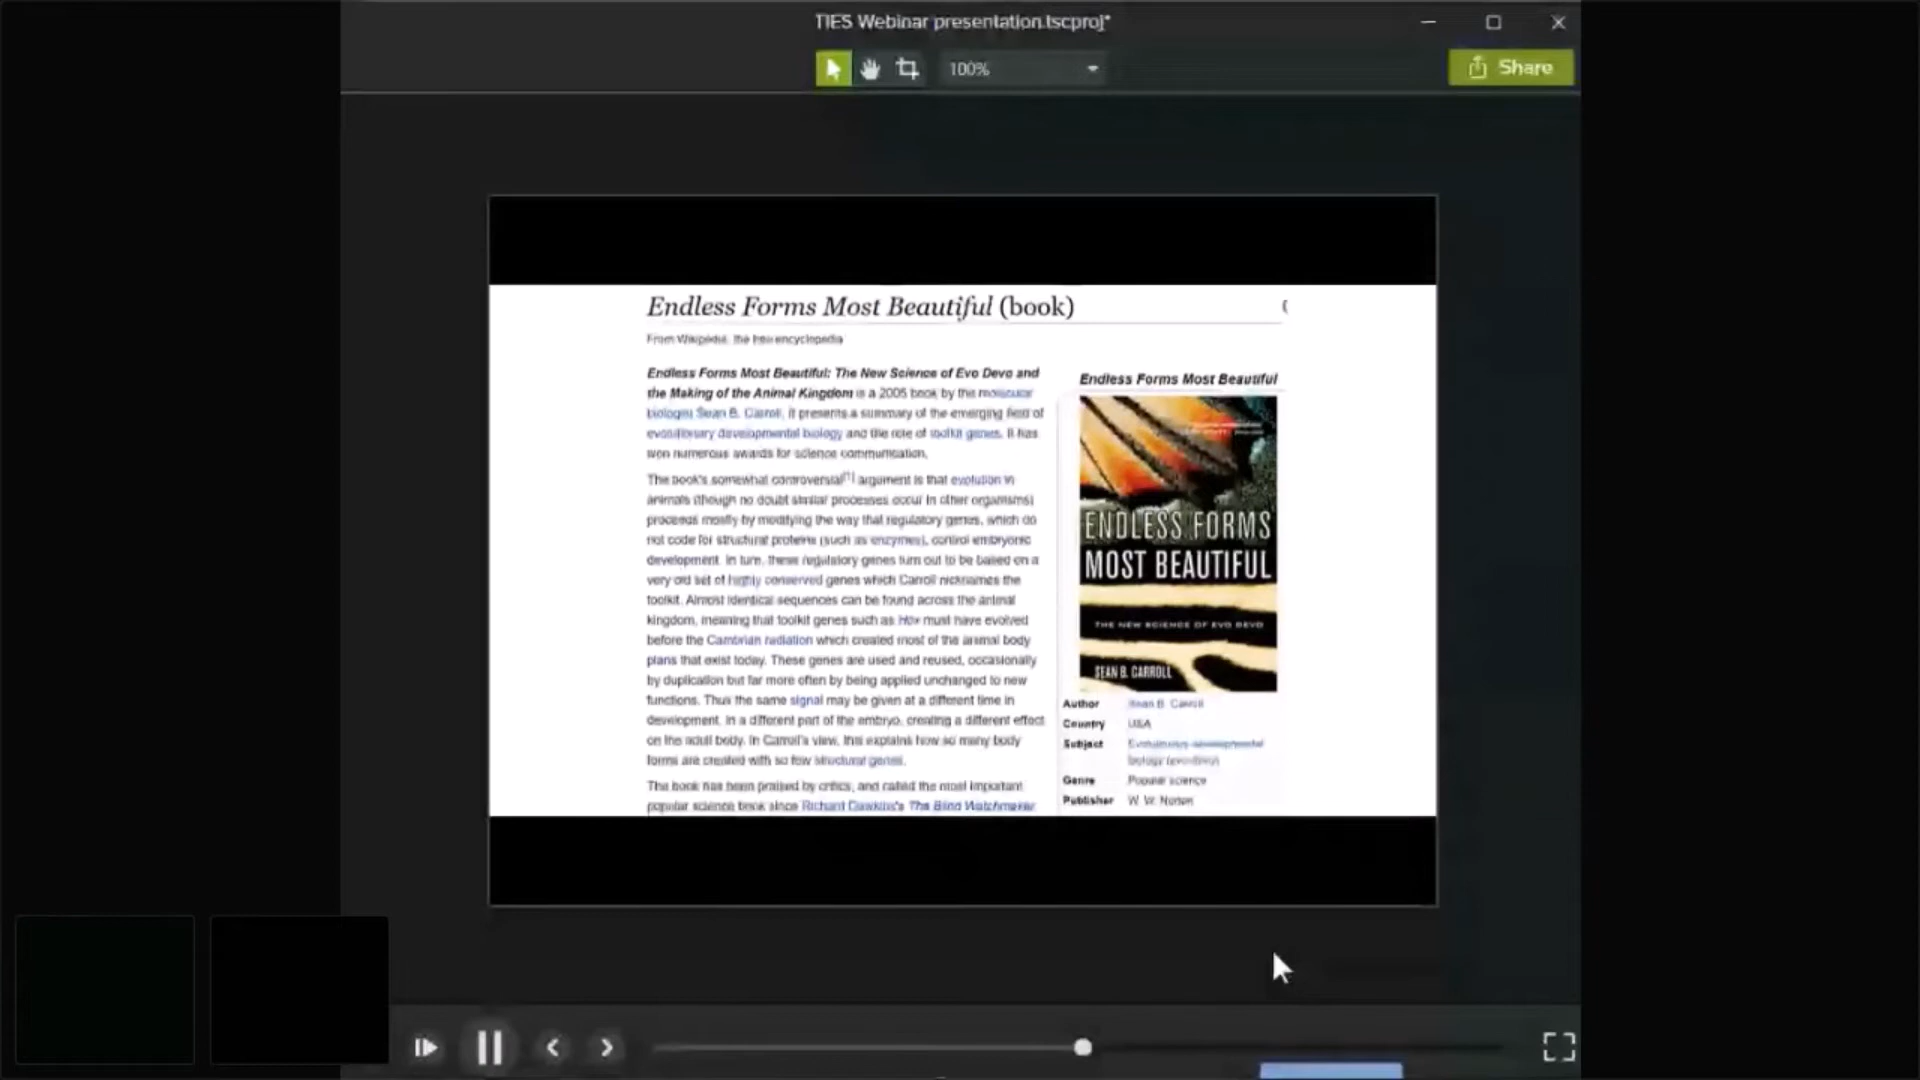 TIES Webinar presentation.tscproj*
100%
Share
Endless Forms Most Beautiful (book)
From Wikipedia, the free encyclopedia
Endless Forms Most Beautiful: The New Science of Evo Devo and
the Making of the Animal Kingdom is a 2005 book by the molecular
biologist Sean B. Carroll. It presents a summary of the emerging field of
evolutionary developmental biology and the role of toolkit genes. It has
won numerous awards for science communication.
The book's somewhat controversial[1] argument is that evolution in
animals (though no doubt similar processes occur in other organisms)
proceeds mostly by modifying the way that regulatory genes, which do
not code for structural proteins (such as enzymes), control embryonic
development. In turn, these regulatory genes turn out to be based on a
very old set of highly conserved genes which Carroll nicknames the
toolkit. Almost identical sequences can be found across the animal
kingdom, meaning that toolkit genes such as Hox must have evolved
before the Cambrian radiation which created most of the animal body
plans that exist today. These genes are used and reused, occasionally
by duplication but far more often by being applied unchanged to new
functions. Thus the same signal may be given at a different time in
development, in a different part of the embryo, creating a different effect
on the adult body. In Carroll's view, this explains how so many body
forms are created with so few structural genes.
The book has been praised by critics, and called the most important
popular science book since Richard Dawkins's The Blind Watchmaker
Endless Forms Most Beautiful
ENDLESS FORMS
MOST BEAUTIFUL
THE NEW SCIENCE OF EVO DEVO
SEAN B. CARROLL
Author Sean B. Carroll
Country USA
Subject Evolutionary developmental
biology (evo-devo)
Genre Popular science
Publisher W. W. Norton